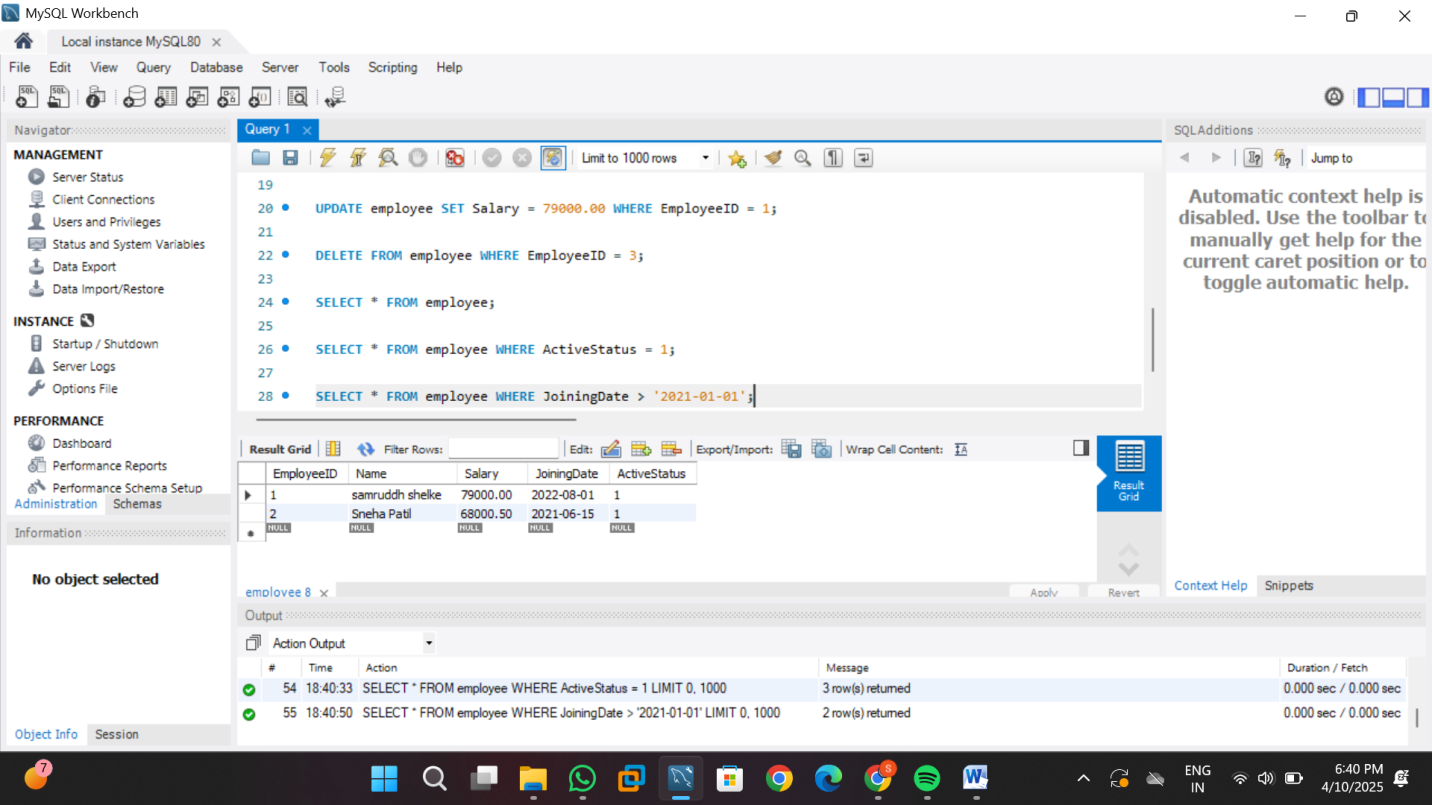 MySQL Workbench
Local instance MySQL80
File Edit View Query Database Server Tools Scripting Help
Navigator
MANAGEMENT
Server Status
Client Connections
Users and Privileges
Status and System Variables
Data Export
Data Import/Restore
INSTANCE
Startup / Shutdown
Server Logs
Options File
PERFORMANCE
Dashboard
Performance Reports
Performance Schema Setup
Administration Schemas
Information
No object selected
Object Info Session
Query 1
Limit to 1000 rows
19
20 UPDATE employee SET Salary = 79000.00 WHERE EmployeeID = 1;
21
22 DELETE FROM employee WHERE EmployeeID = 3;
23
24 SELECT * FROM employee;
25
26 SELECT * FROM employee WHERE ActiveStatus = 1;
27
28 SELECT * FROM employee WHERE JoiningDate > '2021-01-01';
Result Grid Filter Rows: Edit: Export/Import: Wrap Cell Content:
EmployeeID Name Salary JoiningDate ActiveStatus
1 samruddh shelke 79000.00 2022-08-01 1
2 Sneha Patil 68000.50 2021-06-15 1
NULL NULL NULL NULL NULL
Result
Grid
employee 8 Apply Revert
SQLAdditions
Jump to
Automatic context help is
disabled. Use the toolbar to
manually get help for the
current caret position or to
toggle automatic help.
Context Help Snippets
Output
Action Output
# Time Action Message Duration / Fetch
54 18:40:33 SELECT * FROM employee WHERE ActiveStatus = 1 LIMIT 0, 1000 3 row(s) returned 0.000 sec / 0.000 sec
55 18:40:50 SELECT * FROM employee WHERE JoiningDate > '2021-01-01' LIMIT 0, 1000 2 row(s) returned 0.000 sec / 0.000 sec
7
S
ENG
IN
6:40 PM
4/10/2025